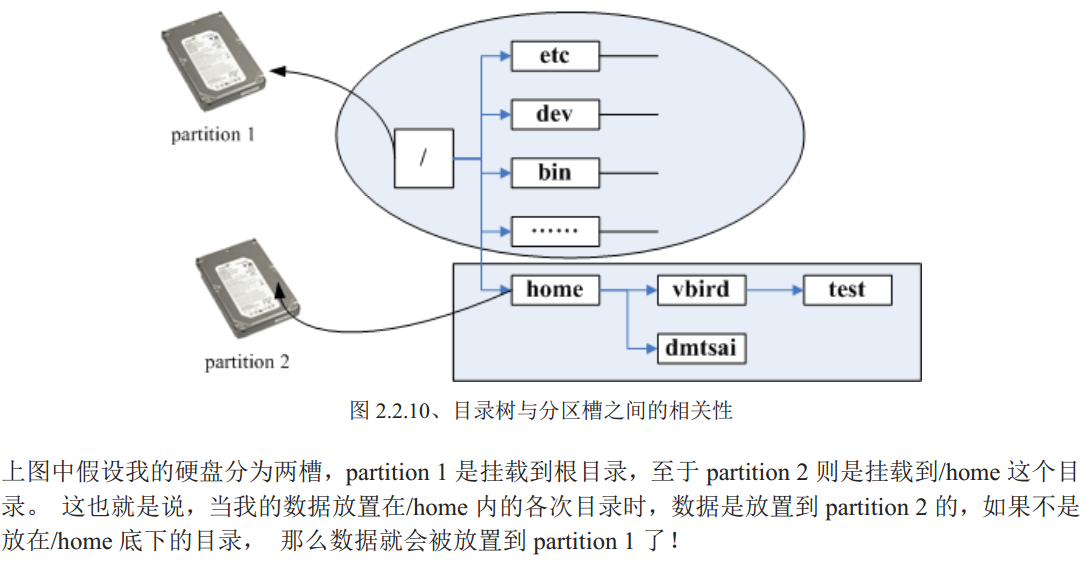 etc
dev
partition 1
/
bin
……
home
vbird
test
dmtsai
partition 2
图 2.2.10、目录树与分区槽之间的相关性
上图中假设我的硬盘分为两槽，partition 1 是挂载到根目录，至于 partition 2 则是挂载到/home 这个目
录。 这也就是说，当我的数据放置在/home 内的各次目录时，数据是放置到 partition 2 的，如果不是
放在/home 底下的目录， 那么数据就会被放置到 partition 1 了！